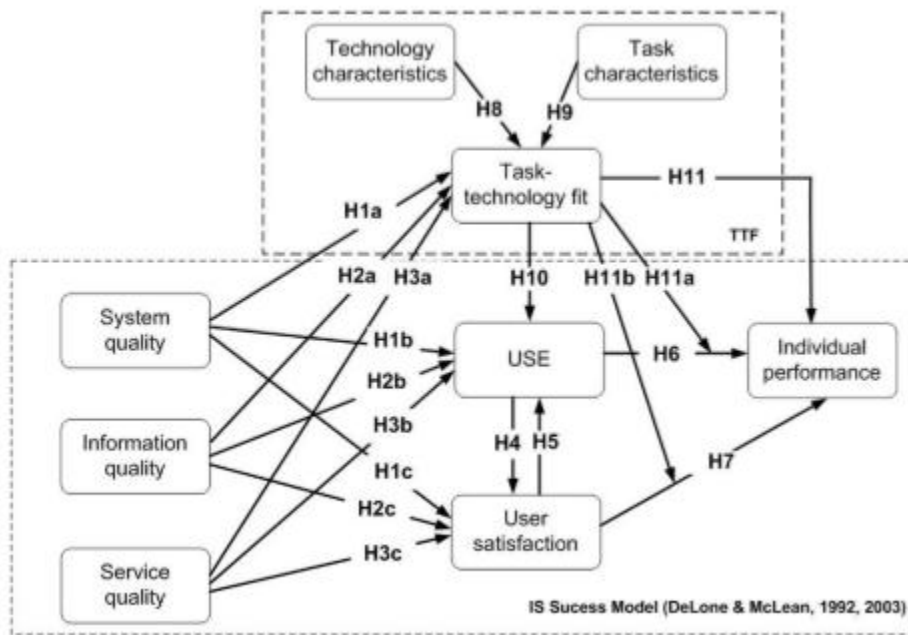 Technology
characteristics
Task
characteristics
H8
H9
Task-
technology fit
H11
TTF
H1a
H2a
H3a
H10
H11b
H11a
System
quality
H1b
USE
H6
Individual
performance
H2b
H3b
Information
quality
H1c
H4
H5
H7
H2c
User
satisfaction
H3c
Service
quality
IS Sucess Model (DeLone & McLean, 1992, 2003)